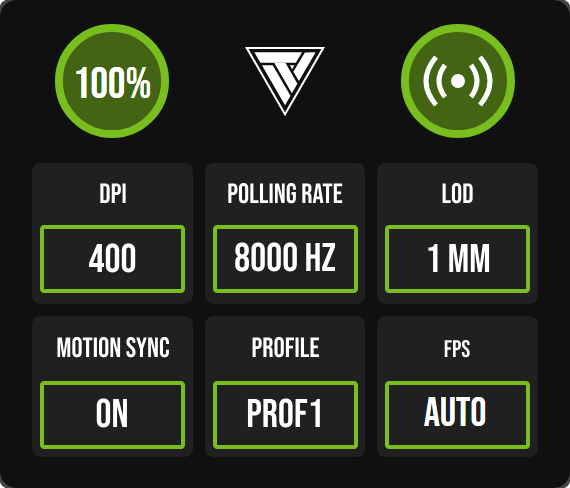 100%
DPI
POLLING RATE
LOD
400
8000 HZ
1 MM
MOTION SYNC
PROFILE
FPS
ON
PROF1
AUTO